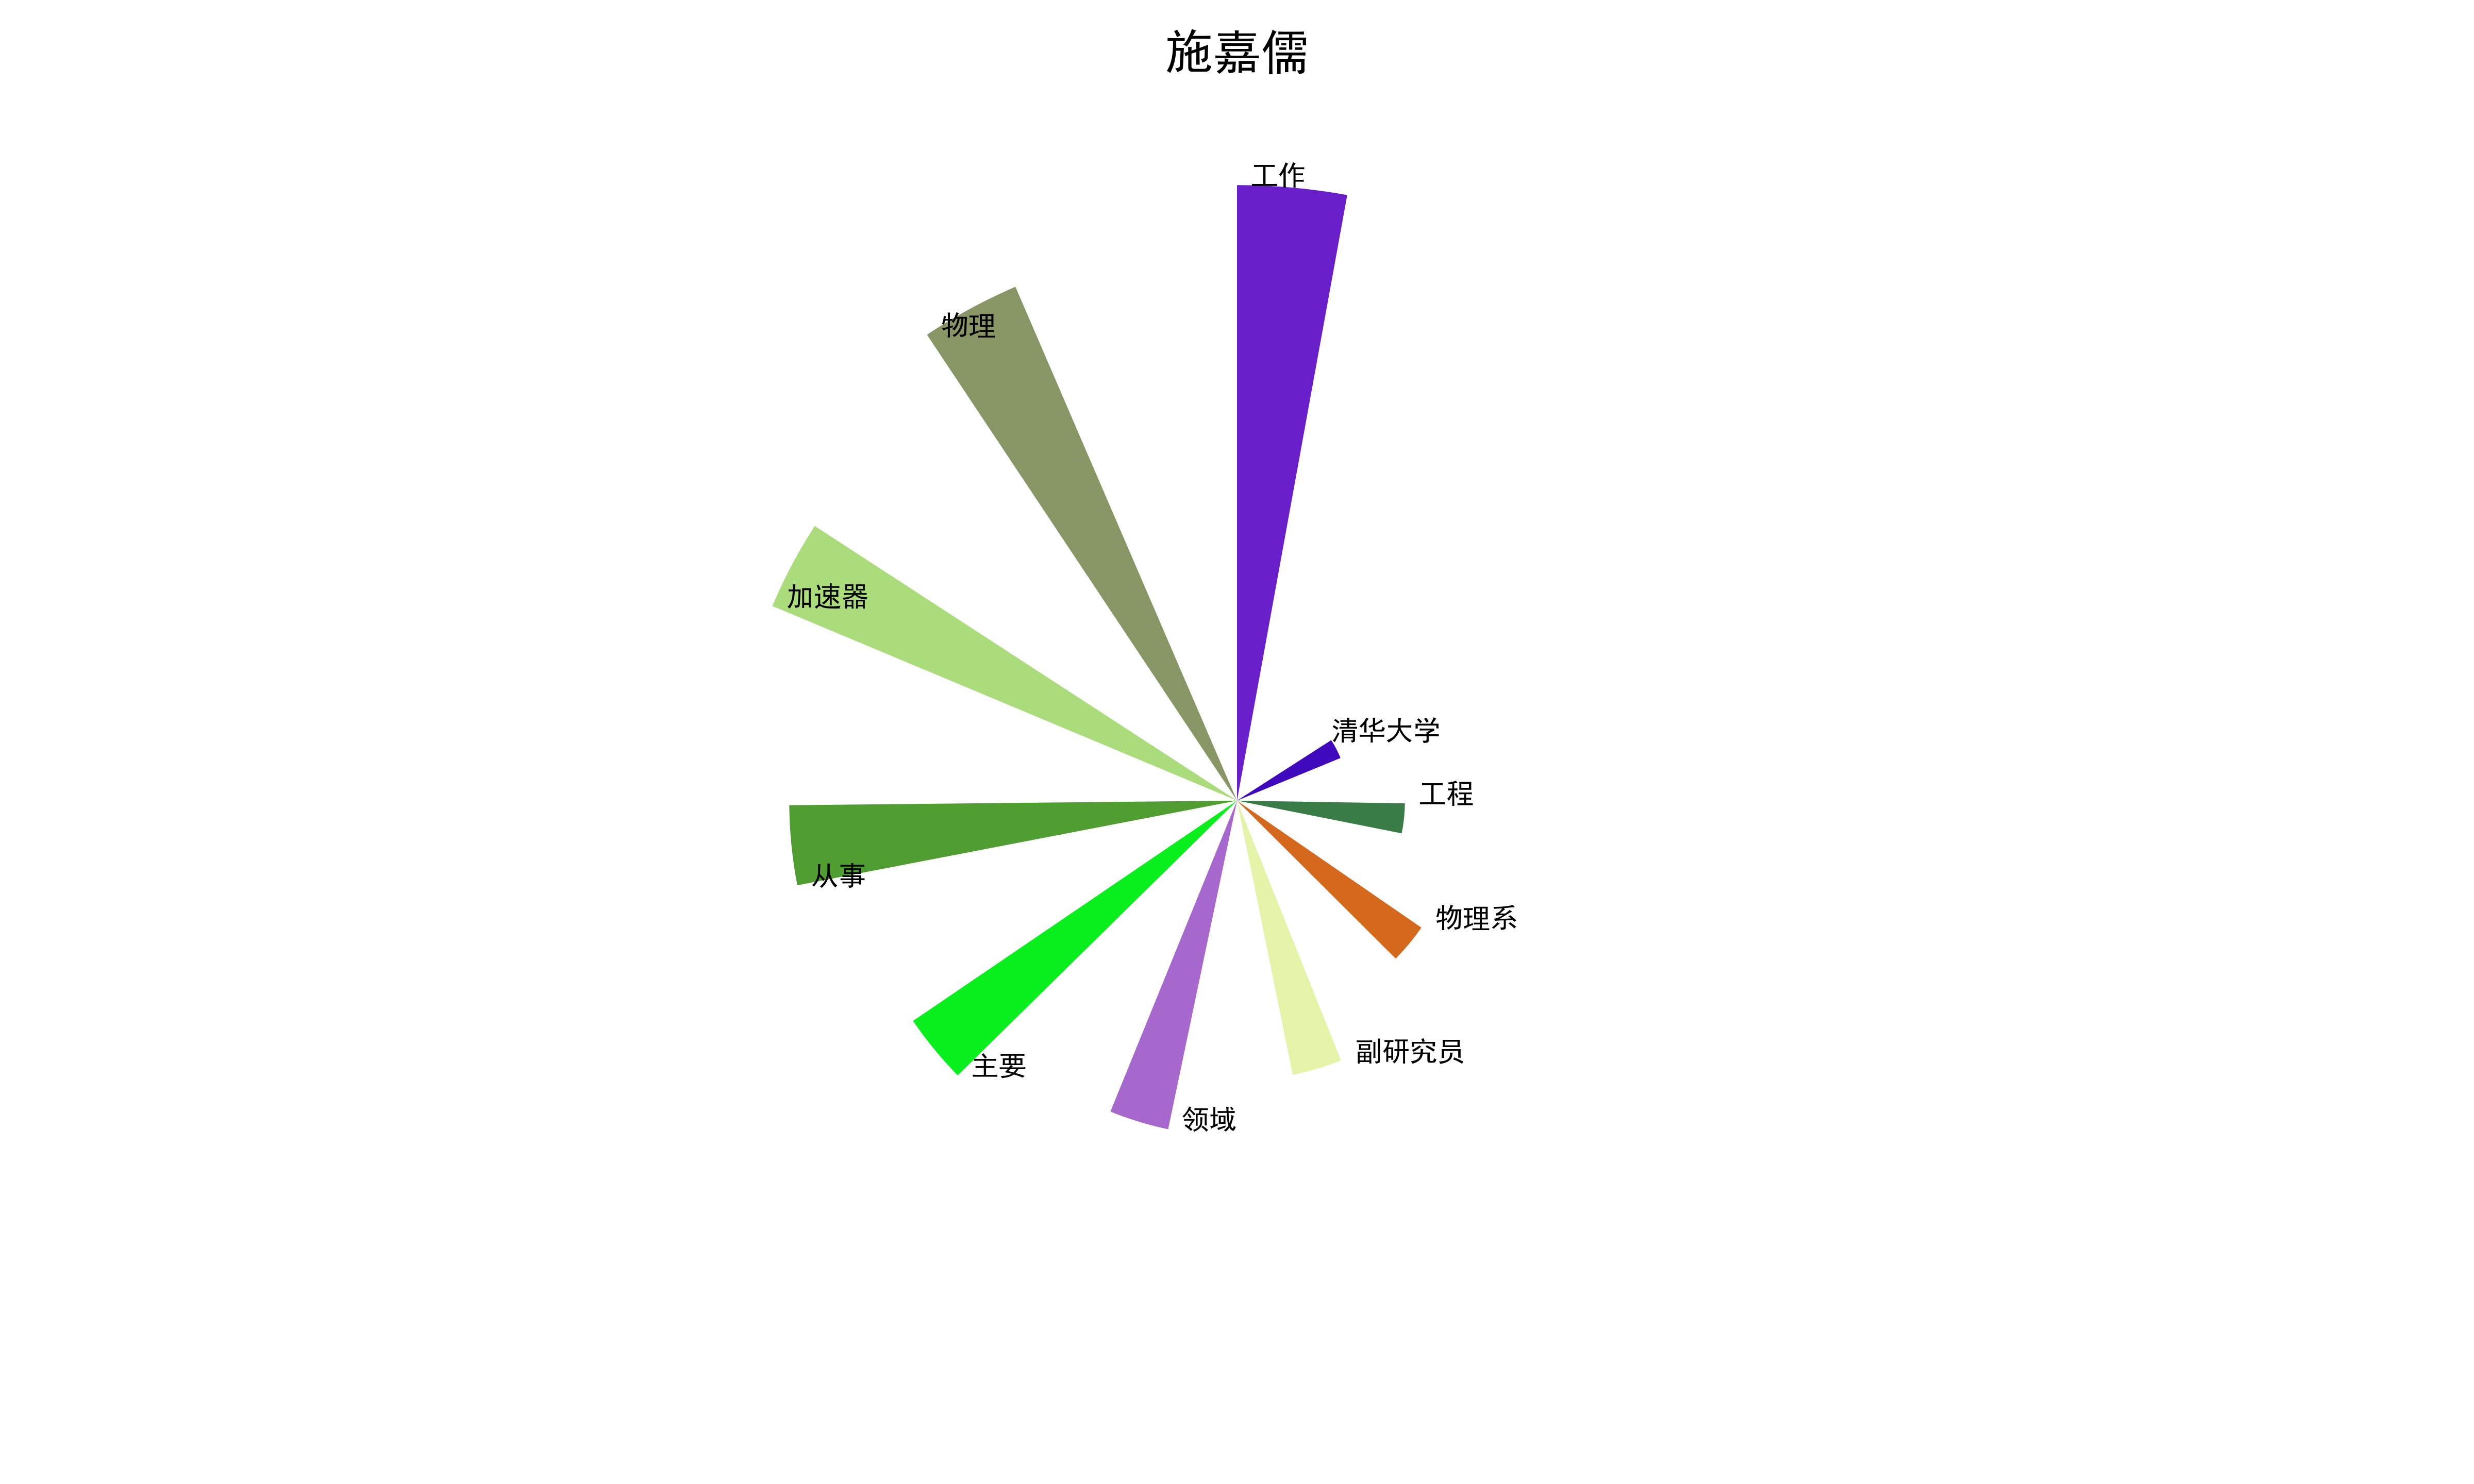 施嘉儒
工作
物理
加速器
清华大学
工程
从事
物理系
副研究员
主要
领域